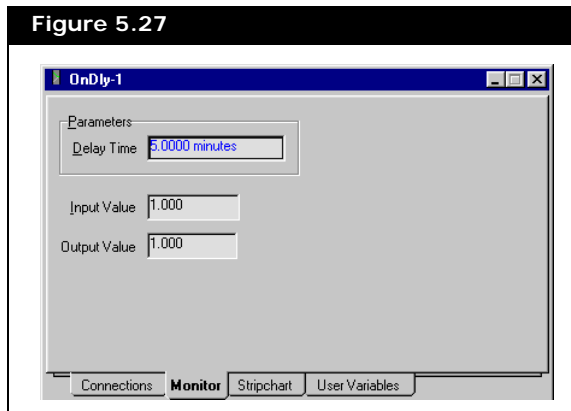 Figure 5.27
OnDly-1
Parameters
Delay Time 5.0000 minutes
Input Value 1.000
Output Value 1.000
Connections Monitor Stripchart User Variables